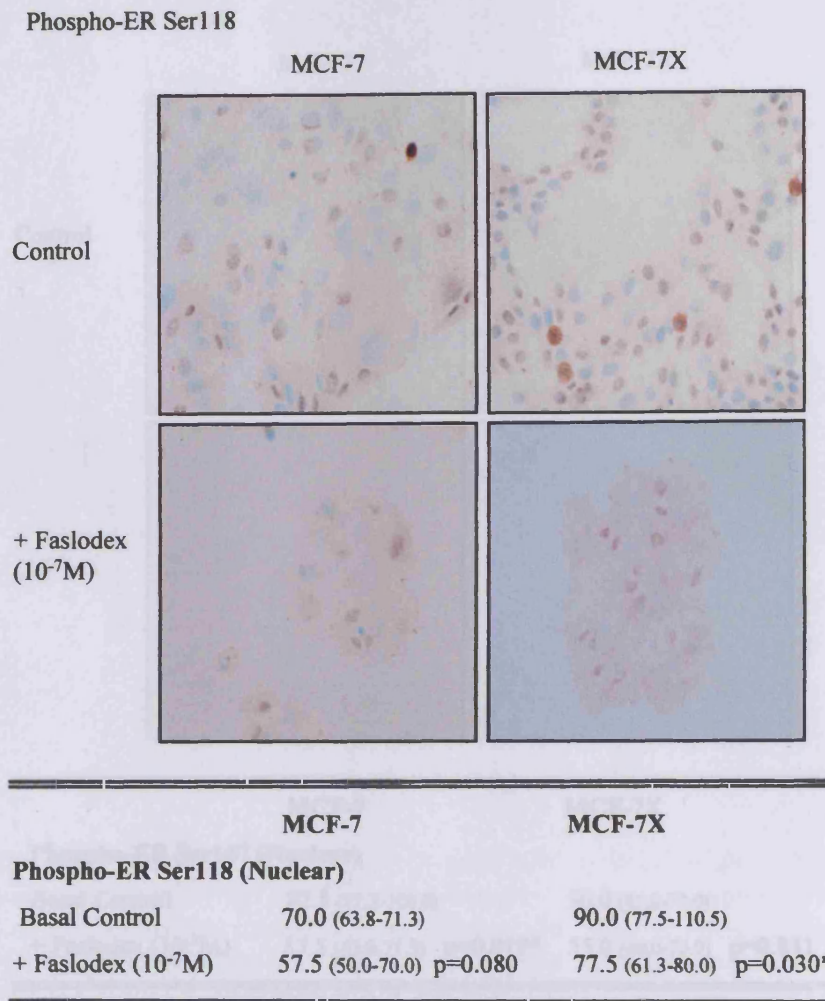 Phospho-ER Ser118
MCF-7 MCF-7X
Control
+ Faslodex
(10⁻⁷M)
MCF-7 MCF-7X
Phospho-ER Ser118 (Nuclear)
Basal Control 70.0 (63.8-71.3) 90.0 (77.5-110.5)
+ Faslodex (10⁻⁷M) 57.5 (50.0-70.0) p=0.080 77.5 (61.3-80.0) p=0.030*